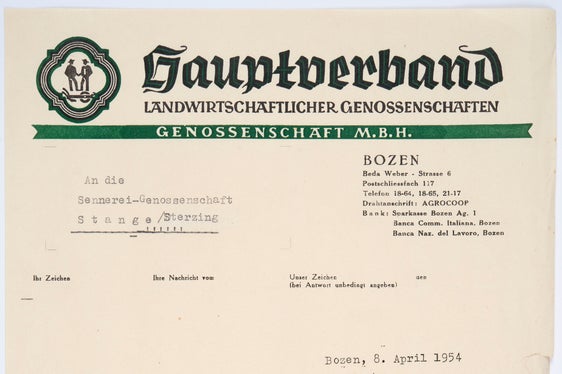 Hauptverband
LANDWIRTSCHAFTLICHER GENOSSENSCHAFTEN
GENOSSENSCHAFT M.B.H.
BOZEN
Beda Weber - Strasse 6
Postschliessfach 117
Telefon 18-64, 18-65, 21-17
Drahtanschrift: AGROCOOP
Bank: Sparkasse Bozen Ag. 1
Banca Comm. Italiana, Bozen
Banca Naz. del Lavoro, Bozen
An die
Sennerei-Genossenschaft
Stange/Sterzing
Ihr Zeichen Ihre Nachricht vom Unser Zeichen den
(bei Antwort unbedingt angeben)
Bozen, 8. April 1954